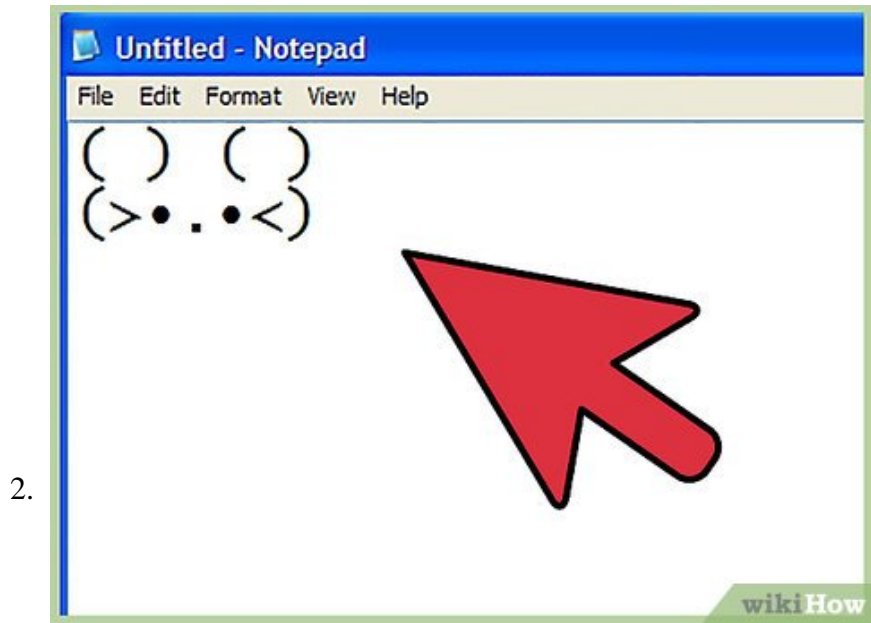 Untitled - Notepad
File Edit Format View Help
( ) ( )
(>•.•<)
2.
wikiHow